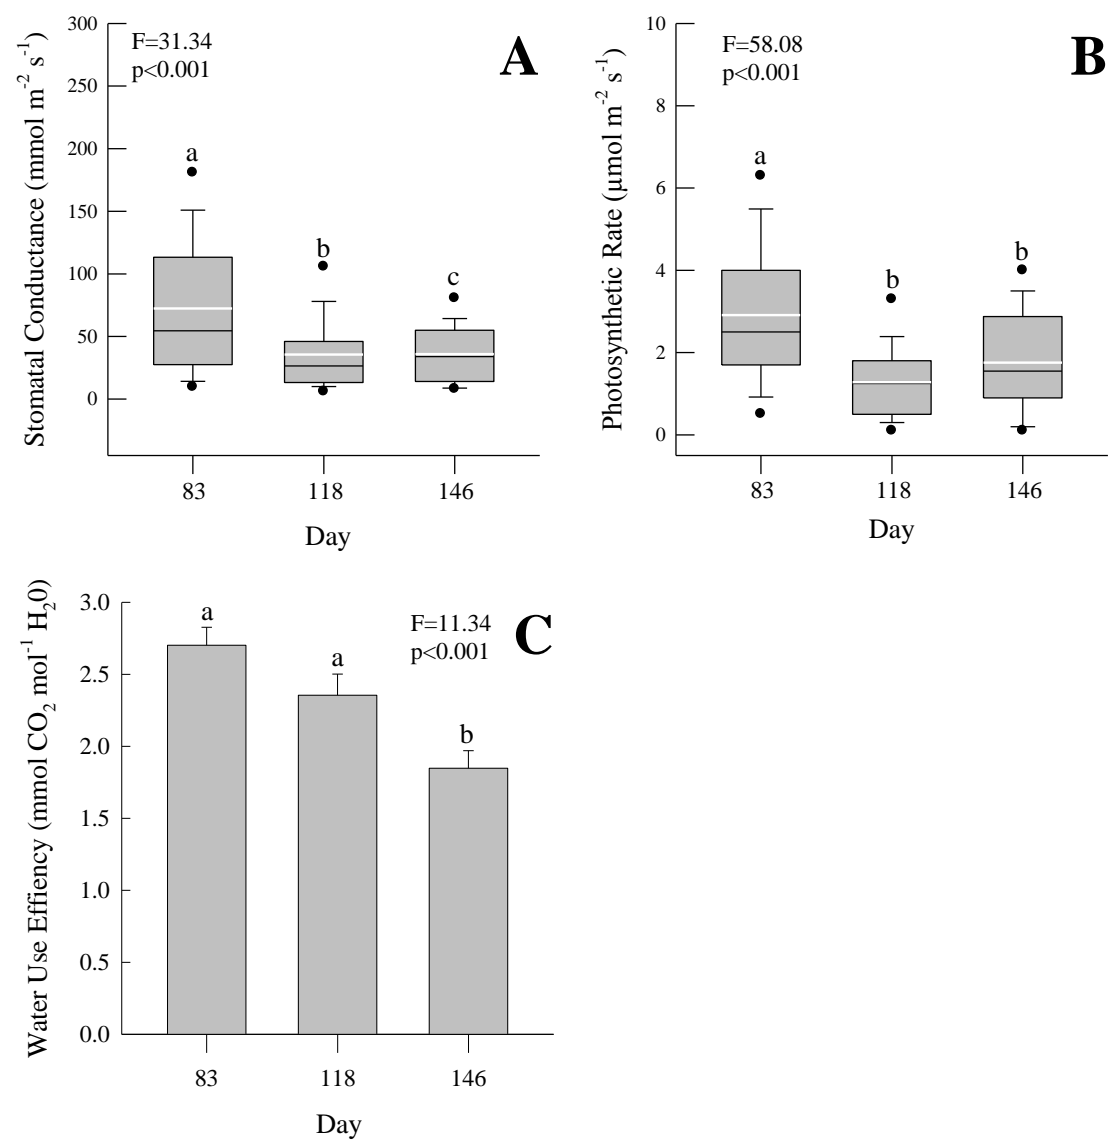 Stomatal Conductance (mmol m⁻² s⁻¹)
300
250
200
150
100
50
0
F=31.34
p<0.001
A
a
b
c
83
118
146
Day
Photosynthetic Rate (μmol m⁻² s⁻¹)
10
8
6
4
2
0
F=58.08
p<0.001
B
a
b
b
83
118
146
Day
Water Use Effiency (mmol CO₂ mol⁻¹ H₂0)
3.0
2.5
2.0
1.5
1.0
0.5
0.0
F=11.34
p<0.001
C
a
a
b
83
118
146
Day